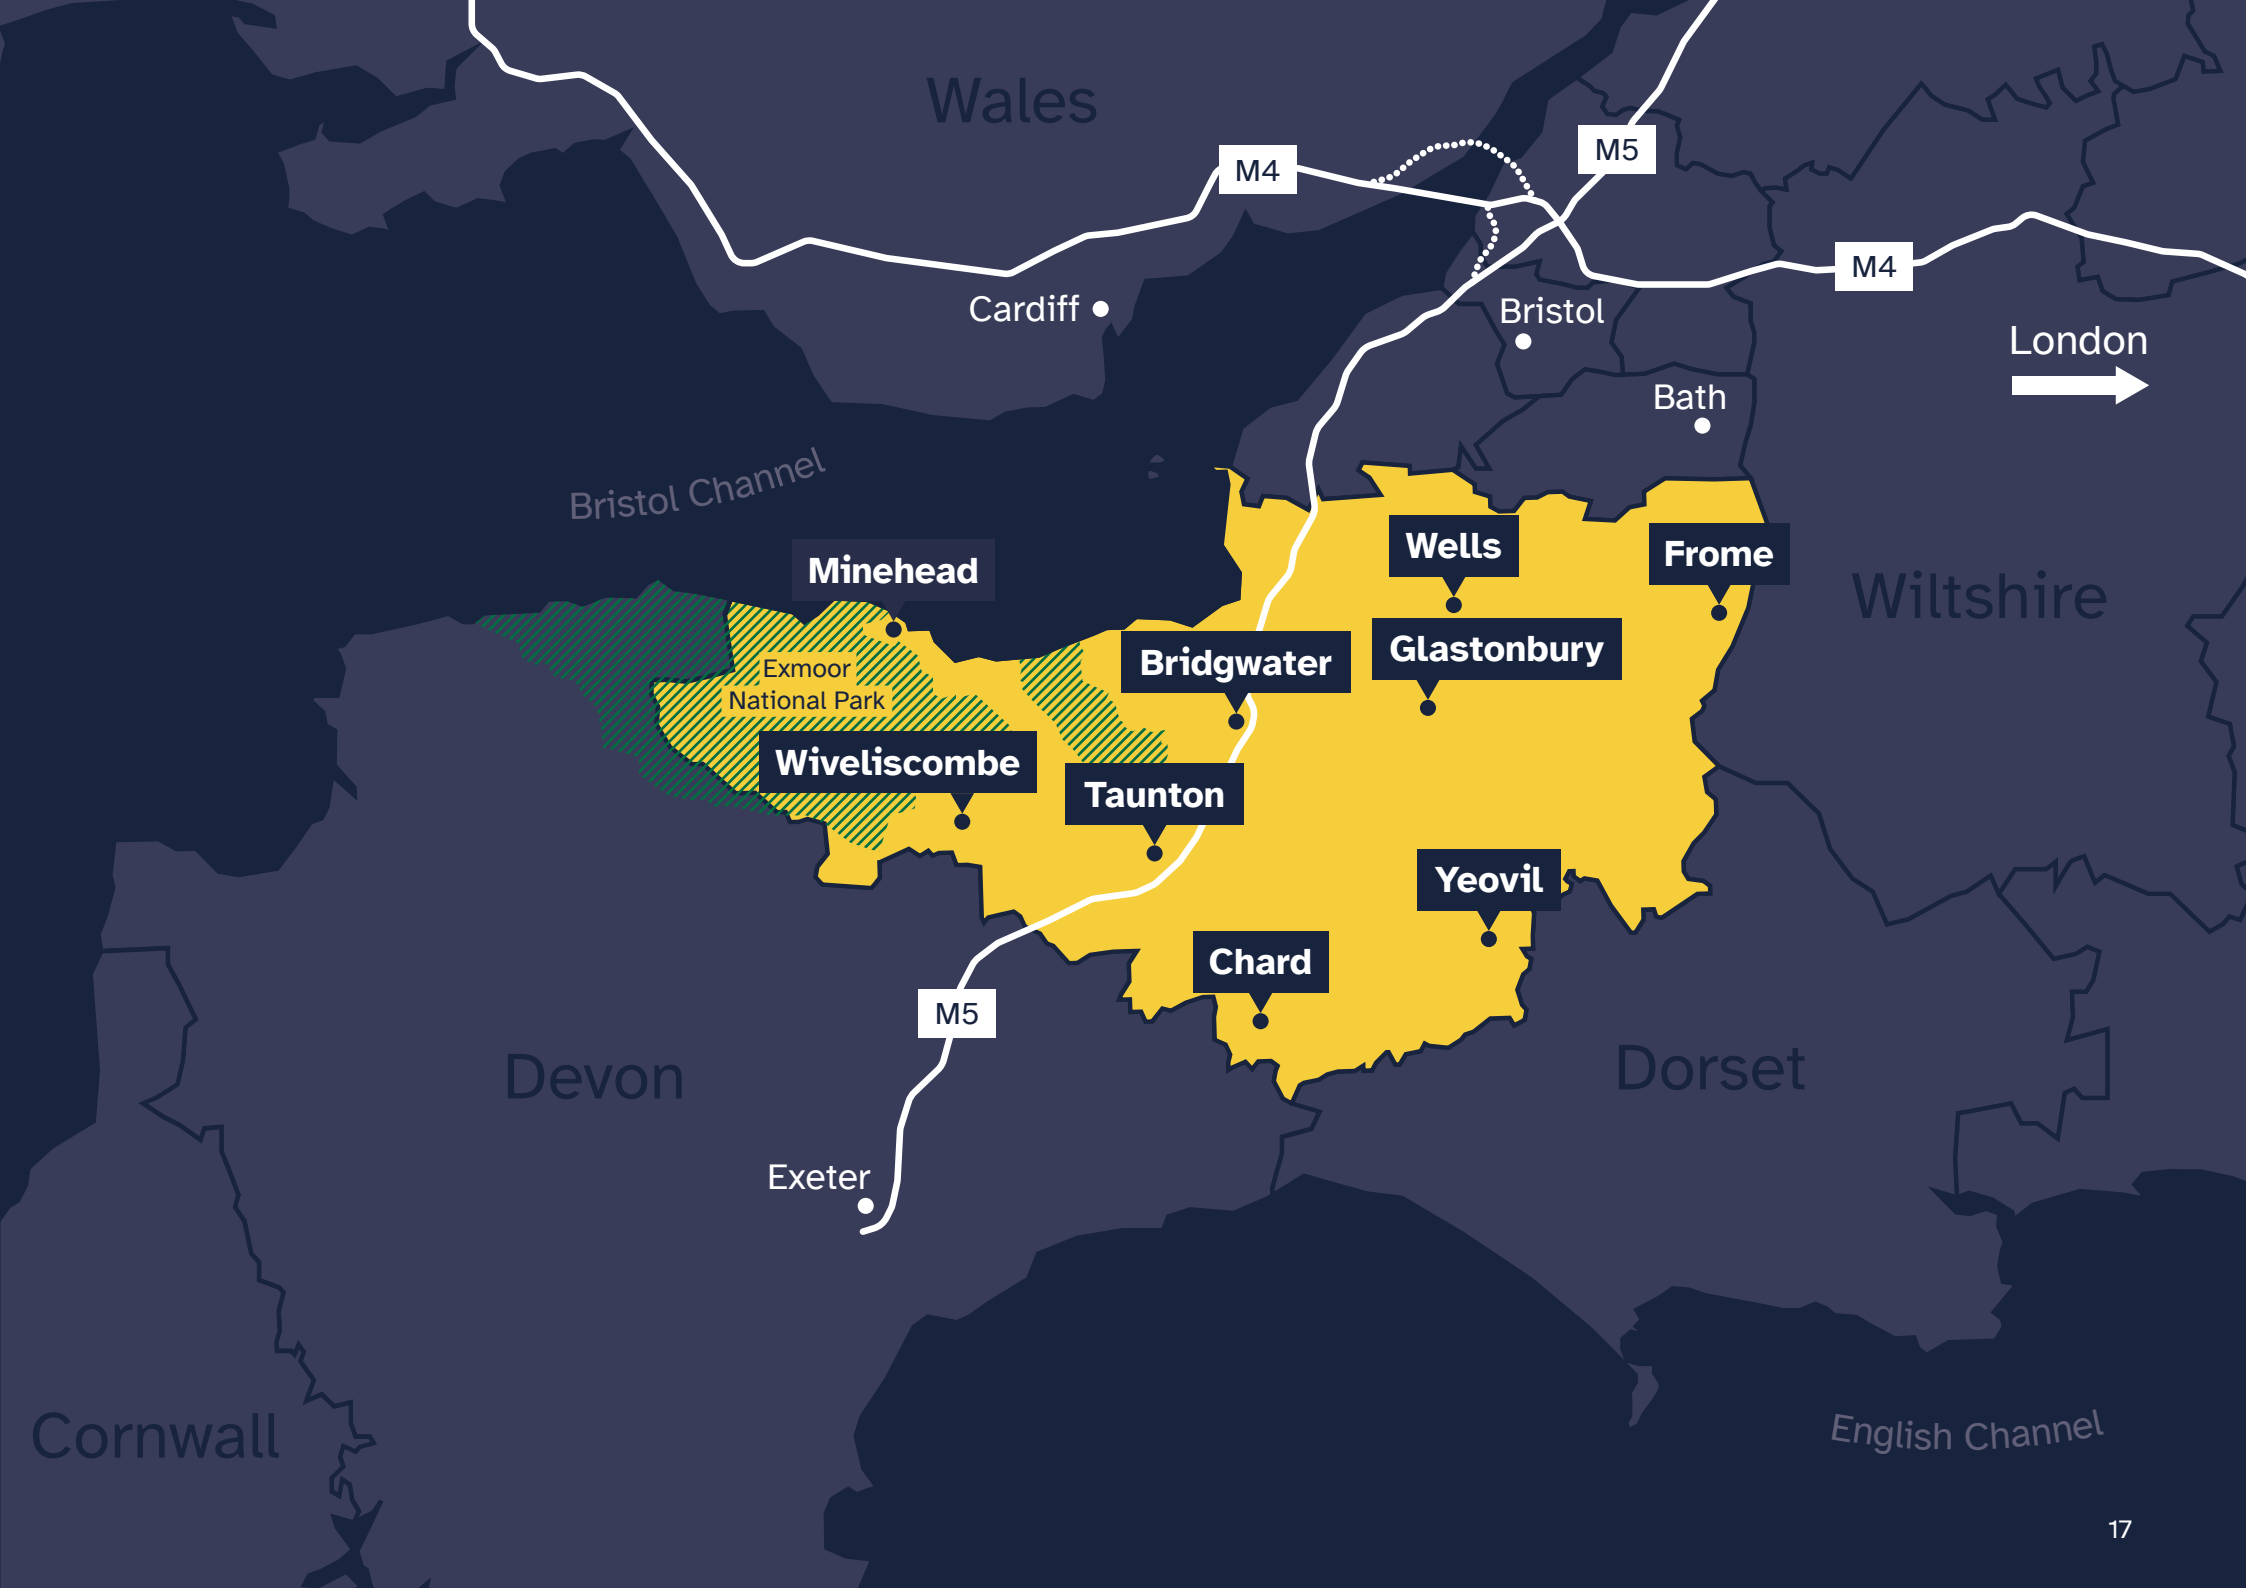 Wales
M5
M4
M4
Cardiff
Bristol
London
Bath
Bristol Channel
Wells
Frome
Minehead
Wiltshire
Glastonbury
Bridgwater
Exmoor
National Park
Wiveliscombe
Taunton
Yeovil
Chard
M5
Devon
Dorset
Exeter
Cornwall
English Channel
17